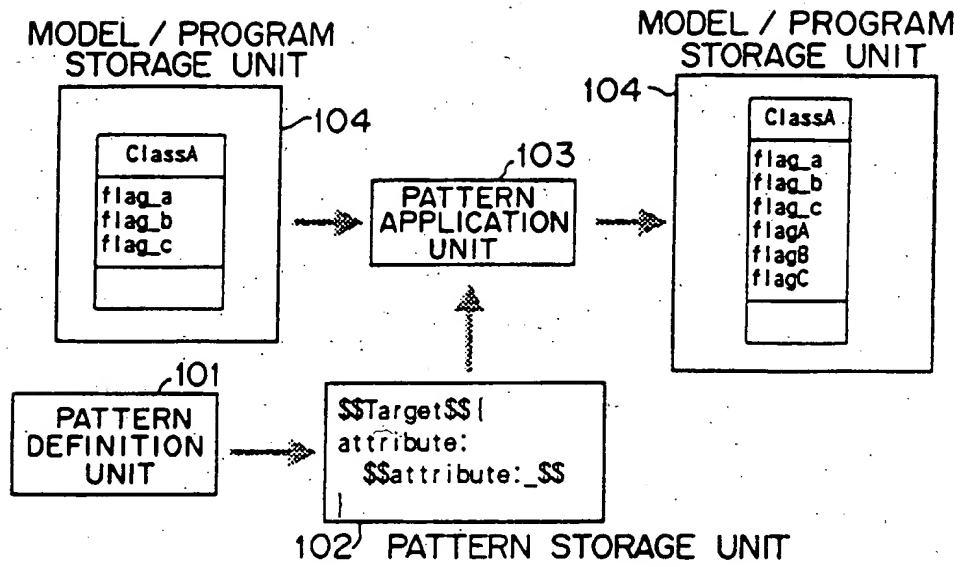 MODEL / PROGRAM
STORAGE UNIT
104
ClassA
flag_a
flag_b
flag_c
103
PATTERN
APPLICATION
UNIT
MODEL / PROGRAM
STORAGE UNIT
104
ClassA
flag_a
flag_b
flag_c
flagA
flagB
flagC
101
PATTERN
DEFINITION
UNIT
$$Target$${
attribute:
$$attribute:_$$
}
102 PATTERN STORAGE UNIT